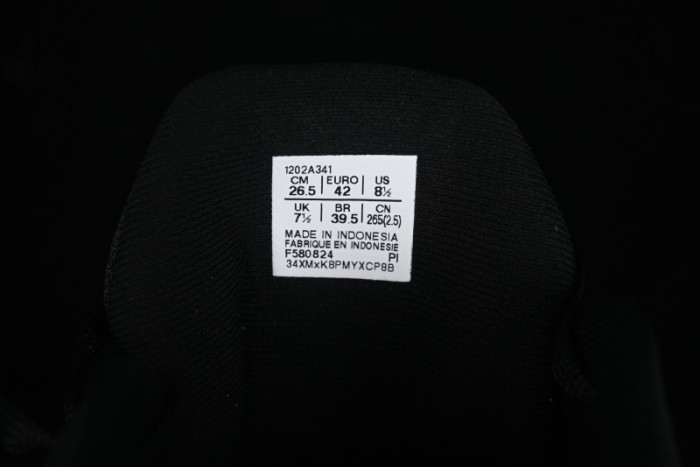 1202A341
CM | EURO | US
26.5 | 42 | 8½
UK | BR | CN
7½ | 39.5 | 265(2.5)
MADE IN INDONESIA
FABRIQUE EN INDONESIE
F580824 PI
34XMxK8PMYXCP8B